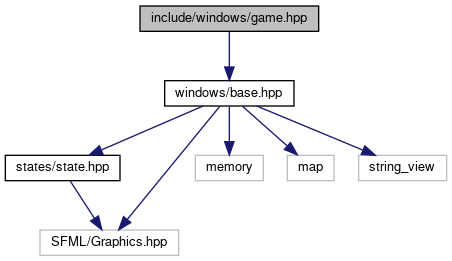 include/windows/game.hpp
windows/base.hpp
states/state.hpp
memory
map
string_view
SFML/Graphics.hpp